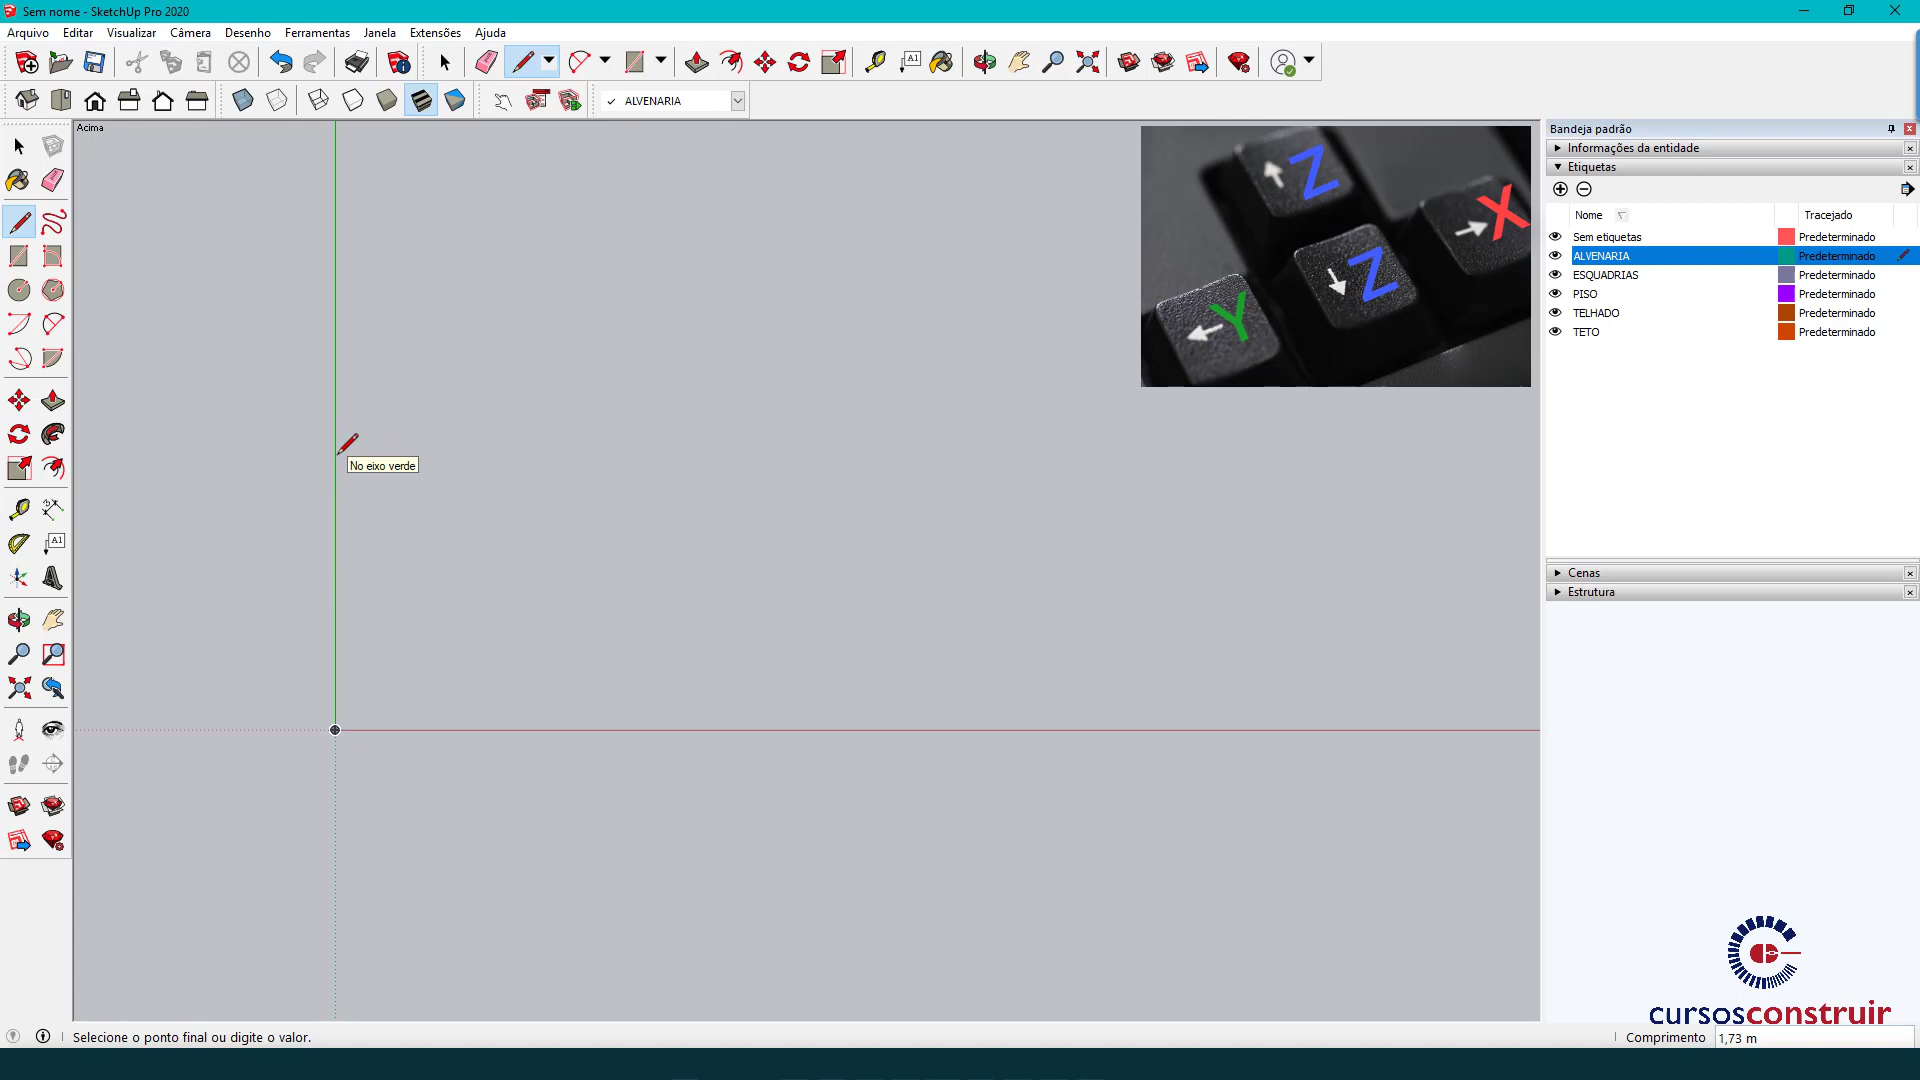 Sem nome - SketchUp Pro 2020
Arquivo Editar Visualizar Câmera Desenho Ferramentas Janela Extensões Ajuda
A1
ALVENARIA
Acima
Z
X
Z
Y
No eixo verde
A1
Bandeja padrão
Informações da entidade
Etiquetas
Nome Tracejado
Sem etiquetas Predeterminado
ALVENARIA Predeterminado
ESQUADRIAS Predeterminado
PISO Predeterminado
TELHADO Predeterminado
TETO Predeterminado
Cenas
Estrutura
cursosconstruir
Selecione o ponto final ou digite o valor.
Comprimento 1,73 m